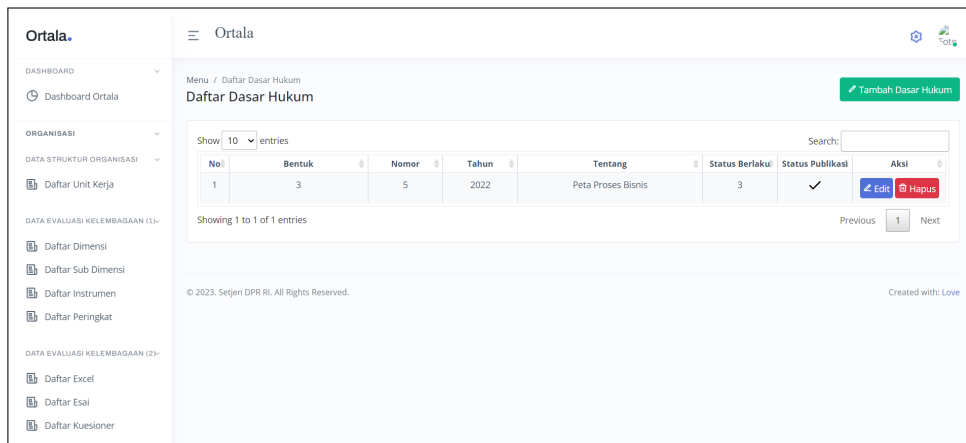 Ortala.
Ortala
DASHBOARD
Dashboard Ortala
ORGANISASI
DATA STRUKTUR ORGANISASI
Daftar Unit Kerja
DATA EVALUASI KELEMBAGAAN (1)
Daftar Dimensi
Daftar Sub Dimensi
Daftar Instrumen
Daftar Peringkat
DATA EVALUASI KELEMBAGAAN (2)
Daftar Excel
Daftar Esai
Daftar Kuesioner
Menu / Daftar Dasar Hukum
Daftar Dasar Hukum
Tambah Dasar Hukum
Show 10 entries
Search:
No Bentuk Nomor Tahun Tentang Status Berlaku Status Publikasi Aksi
1 3 5 2022 Peta Proses Bisnis 3 ✓ Edit Hapus
Showing 1 to 1 of 1 entries
Previous 1 Next
© 2023. Setjen DPR RI. All Rights Reserved.
Created with: Love